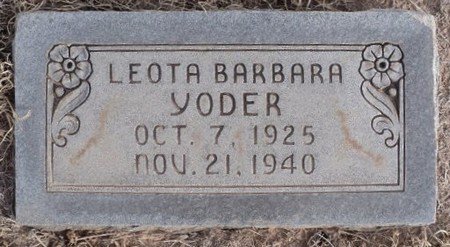 LEOTA BARBARA
YODER
OCT. 7, 1925
NOV. 21, 1940